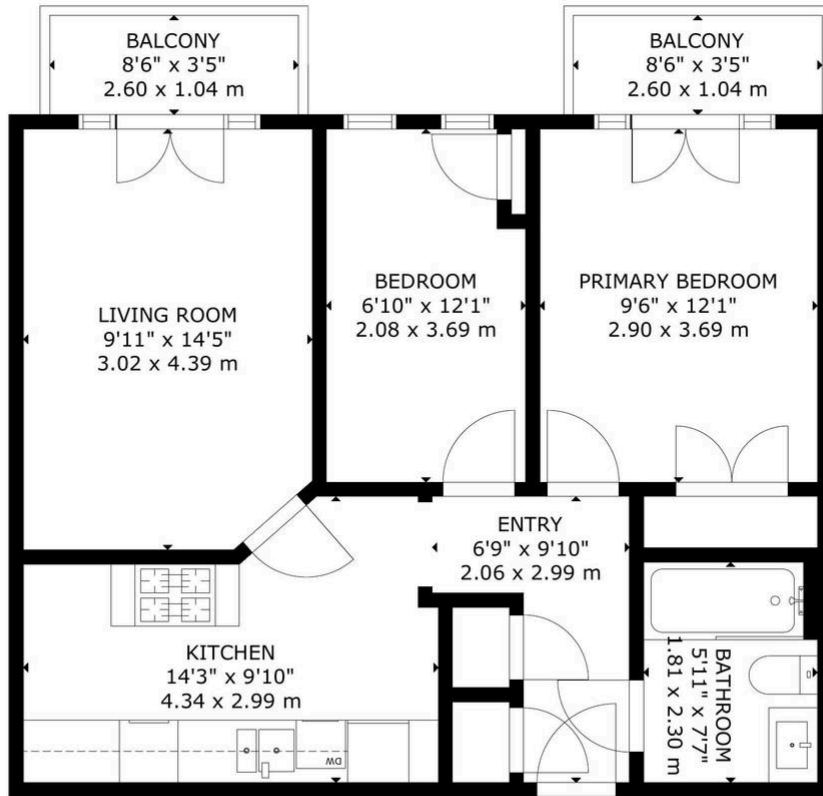 BALCONY
8'6" x 3'5"
2.60 x 1.04 m
BALCONY
8'6" x 3'5"
2.60 x 1.04 m
LIVING ROOM
9'11" x 14'5"
3.02 x 4.39 m
BEDROOM
6'10" x 12'1"
2.08 x 3.69 m
PRIMARY BEDROOM
9'6" x 12'1"
2.90 x 3.69 m
ENTRY
6'9" x 9'10"
2.06 x 2.99 m
KITCHEN
14'3" x 9'10"
4.34 x 2.99 m
DW
BATHROOM
5'11" x 7'7"
1.81 x 2.30 m